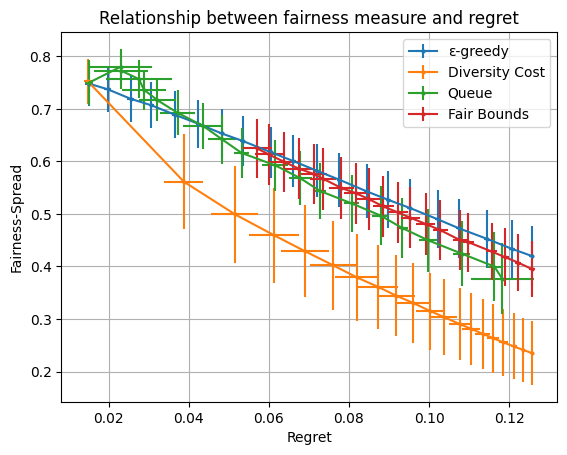 Relationship between fairness measure and regret
ε-greedy
Diversity Cost
Queue
Fair Bounds
Fairness-Spread
0.8
0.7
0.6
0.5
0.4
0.3
0.2
0.02 0.04 0.06 0.08 0.10 0.12
Regret